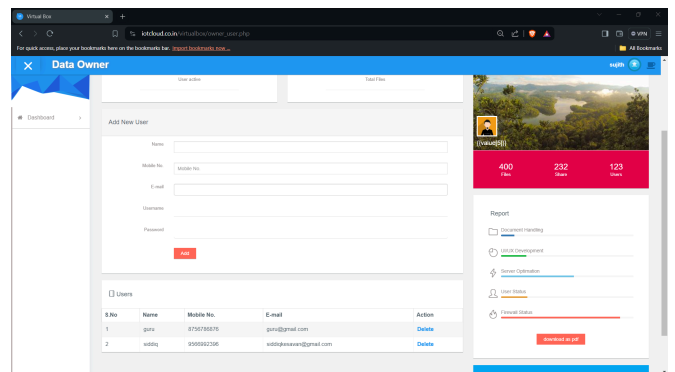 Virtual Box
iotcloud.co.in/virtualbox/owner_user.php
VPN
For quick access, place your bookmarks here on the bookmarks bar. Import bookmarks now ...
All Bookmarks
Data Owner
sujith
User active
Total Files
Dashboard
Add New User
Name
Mobile No.
Mobile No.
E-mail
Username
Password
Add
{{value[5]}}
400
232
123
Files
Share
Users
Report
Document Handling
UI/UX Development
Server Optimation
User Status
Firewall Status
download as pdf
Users
S.No Name Mobile No. E-mail Action
1 guru 8756786876 guru@gmail.com Delete
2 siddiq 9566992396 siddiqkesavan@gmail.com Delete